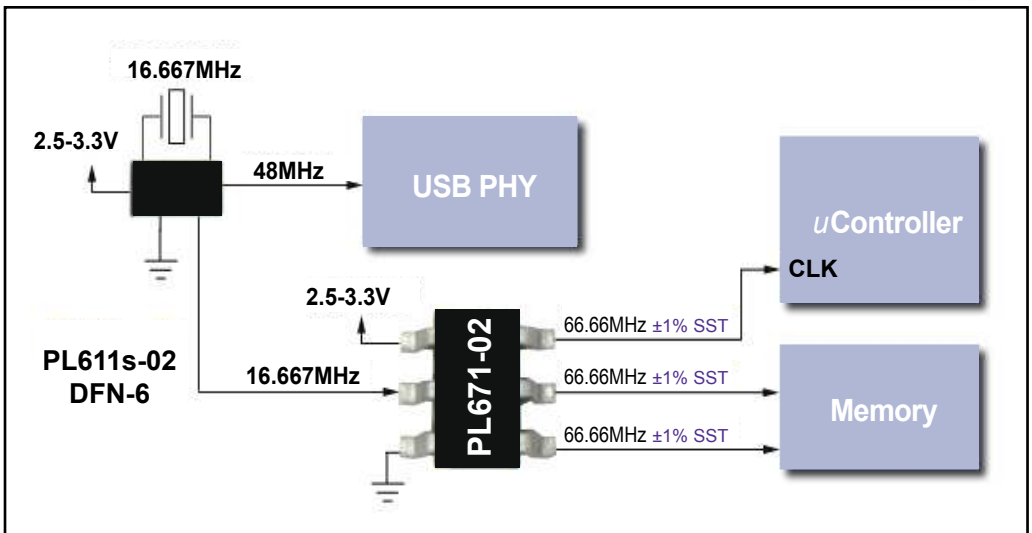 16.667MHz
2.5-3.3V
48MHz
USB PHY
uController
CLK
2.5-3.3V
PL671-02
66.66MHz ±1% SST
PL611s-02
DFN-6
16.667MHz
66.66MHz ±1% SST
Memory
66.66MHz ±1% SST